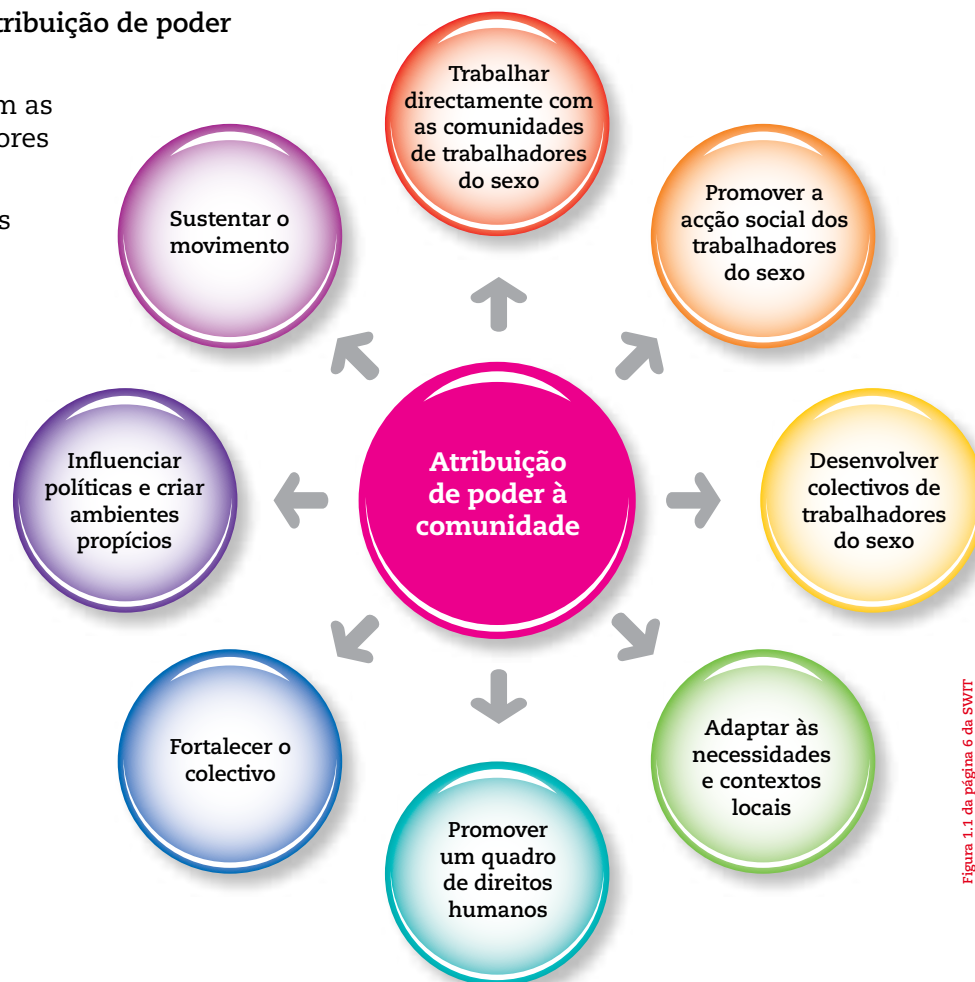 tribuição de poder
m as
ores
s
Trabalhar
directamente com
as comunidades
de trabalhadores
do sexo
Promover a
acção social dos
trabalhadores
do sexo
Desenvolver
colectivos de
trabalhadores
do sexo
Adaptar às
necessidades
e contextos
locais
Promover
um quadro
de direitos
humanos
Fortalecer o
colectivo
Influenciar
políticas e criar
ambientes
propícios
Sustentar o
movimento
Atribuição
de poder à
comunidade
Figura 1.1 da página 6 da SWIT